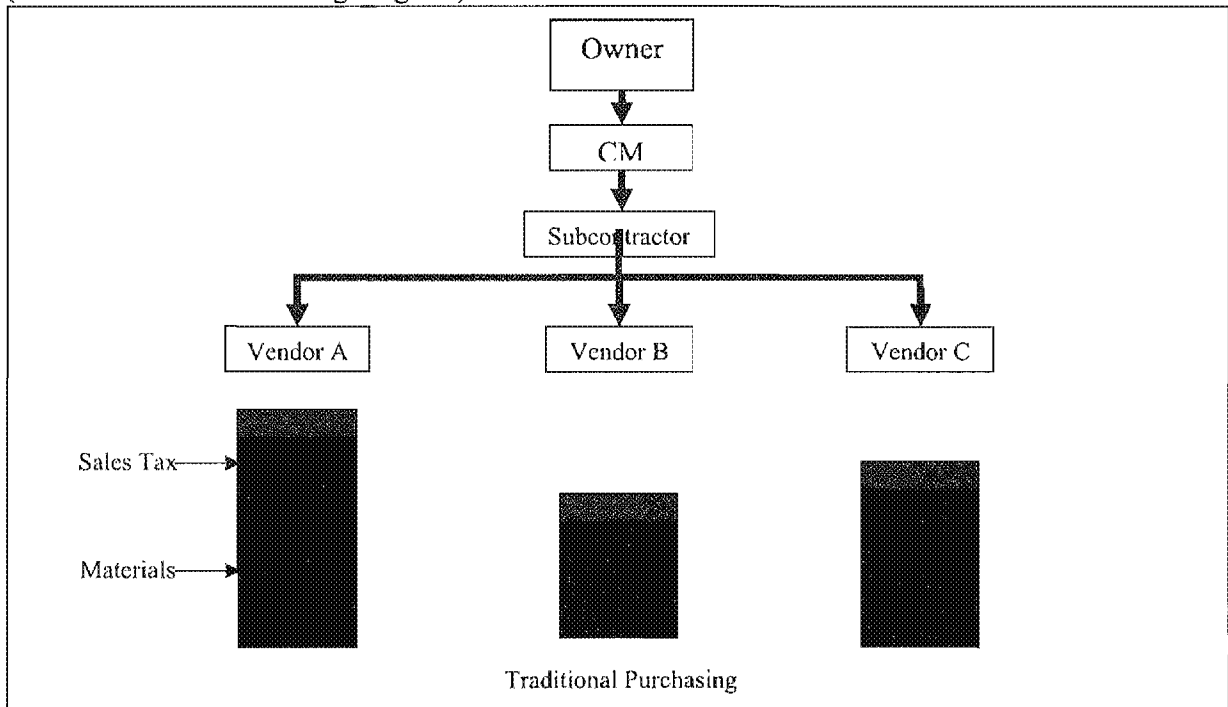 Owner
CM
Subcontractor
Vendor A
Vendor B
Vendor C
Sales Tax
Materials
Traditional Purchasing